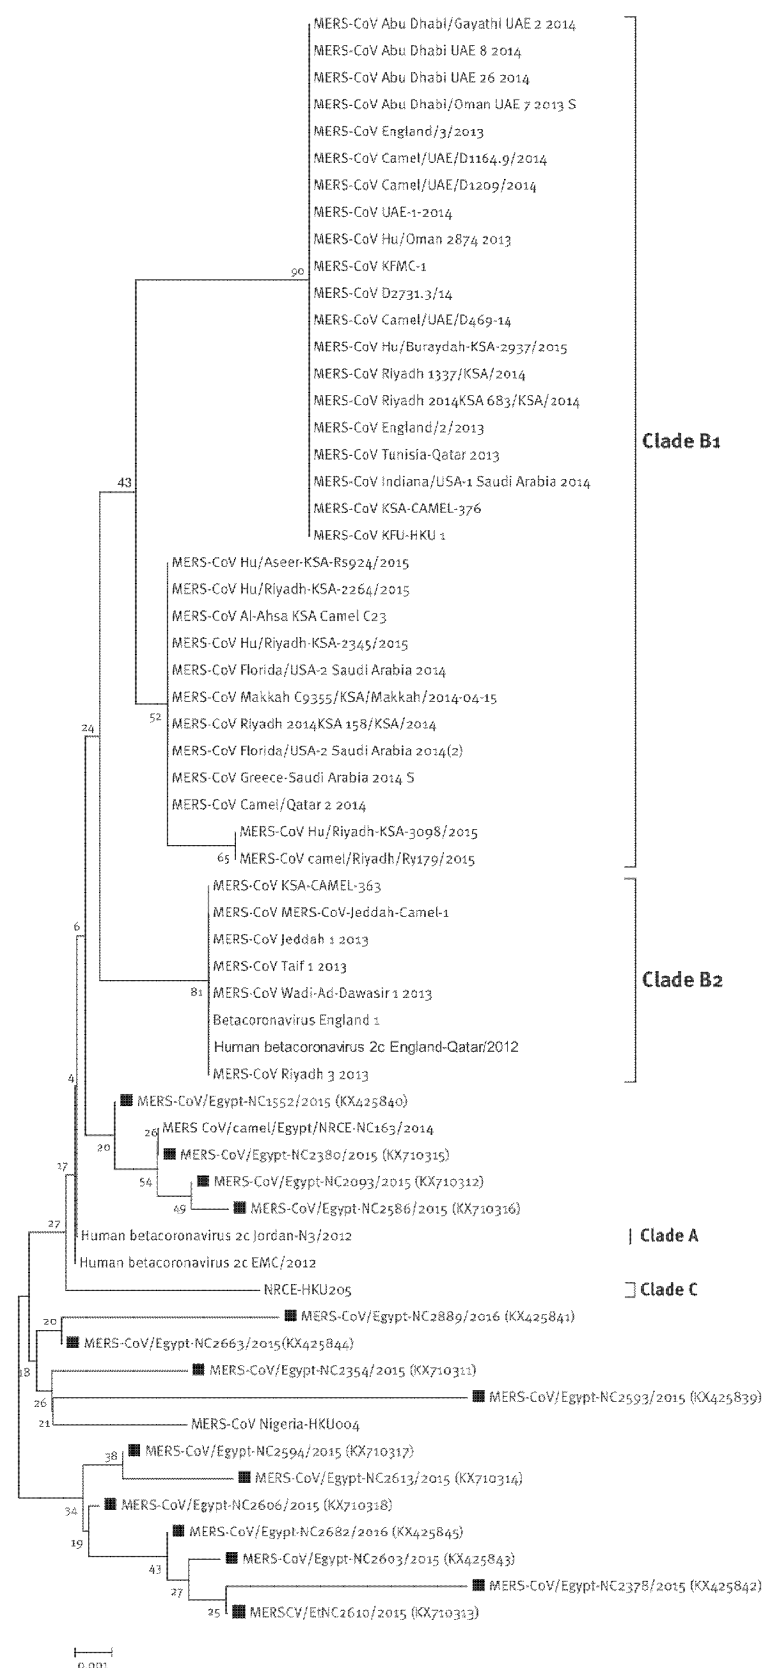 MERS-CoV Abu Dhabi/Gayathi UAE 2 2014
MERS-CoV Abu Dhabi UAE 8 2014
MERS-CoV Abu Dhabi UAE 26 2014
MERS-CoV Abu Dhabi/Oman UAE 7 2013 S
MERS-CoV England/3/2013
MERS-CoV Camel/UAE/D1164.9/2014
MERS-CoV Camel/UAE/D1209/2014
MERS-CoV UAE-1-2014
MERS-CoV Hu/Oman 2874 2013
MERS-CoV KFMC-1
90
MERS-CoV D2731.3/14
MERS-CoV Camel/UAE/D469-14
MERS-CoV Hu/Buraydah-KSA-2937/2015
MERS-CoV Riyadh 1337/KSA/2014
MERS-CoV Riyadh 2014KSA 683/KSA/2014
MERS-CoV England/2/2013
Clade B1
MERS-CoV Tunisia-Qatar 2013
MERS-CoV Indiana/USA-1 Saudi Arabia 2014
43
MERS-CoV KSA-CAMEL-376
MERS-CoV KFU-HKU 1
MERS-CoV Hu/Aseer-KSA-Rs924/2015
MERS-CoV Hu/Riyadh-KSA-2264/2015
MERS-CoV Al-Ahsa KSA Camel C23
MERS-CoV Hu/Riyadh-KSA-2345/2015
MERS-CoV Florida/USA-2 Saudi Arabia 2014
MERS-CoV Makkah C9355/KSA/Makkah/2014-04-15
52
MERS-CoV Riyadh 2014KSA 158/KSA/2014
24
MERS-CoV Florida/USA-2 Saudi Arabia 2014(2)
MERS-CoV Greece-Saudi Arabia 2014 S
MERS-CoV Camel/Qatar 2 2014
MERS-CoV Hu/Riyadh-KSA-3098/2015
65
MERS-CoV camel/Riyadh/Ry179/2015
MERS-CoV KSA-CAMEL-363
MERS-CoV MERS-CoV-Jeddah-Camel-1
6
MERS-CoV Jeddah 1 2013
MERS-CoV Taif 1 2013
Clade B2
81
MERS-CoV Wadi-Ad-Dawasir 1 2013
Betacoronavirus England 1
Human betacoronavirus 2c England-Qatar/2012
MERS-CoV Riyadh 3 2013
4
MERS-CoV/Egypt-NC1552/2015 (KX425840)
26
MERS CoV/camel/Egypt/NRCE-NC163/2014
20
MERS-CoV/Egypt-NC2380/2015 (KX710315)
17
54
MERS-CoV/Egypt-NC2093/2015 (KX710312)
49
MERS-CoV/Egypt-NC2586/2015 (KX710316)
27
Human betacoronavirus 2c Jordan-N3/2012
Clade A
Human betacoronavirus 2c EMC/2012
NRCE-HKU205
Clade C
MERS-CoV/Egypt-NC2889/2016 (KX425841)
20
MERS-CoV/Egypt-NC2663/2015(KX425844)
18
MERS-CoV/Egypt-NC2354/2015 (KX710311)
26
MERS-CoV/Egypt-NC2593/2015 (KX425839)
21
MERS-CoV Nigeria-HKU004
MERS-CoV/Egypt-NC2594/2015 (KX710317)
38
MERS-CoV/Egypt-NC2613/2015 (KX710314)
34
MERS-CoV/Egypt-NC2606/2015 (KX710318)
MERS-CoV/Egypt-NC2682/2016 (KX425845)
19
MERS-CoV/Egypt-NC2603/2015 (KX425843)
43
MERS-CoV/Egypt-NC2378/2015 (KX425842)
27
MERSCV/EtNC2610/2015 (KX710313)
25
0.001